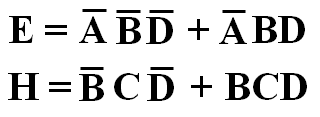 E = A̅ B̅ D̅ + A̅ BD
H = B̅ C D̅ + BCD